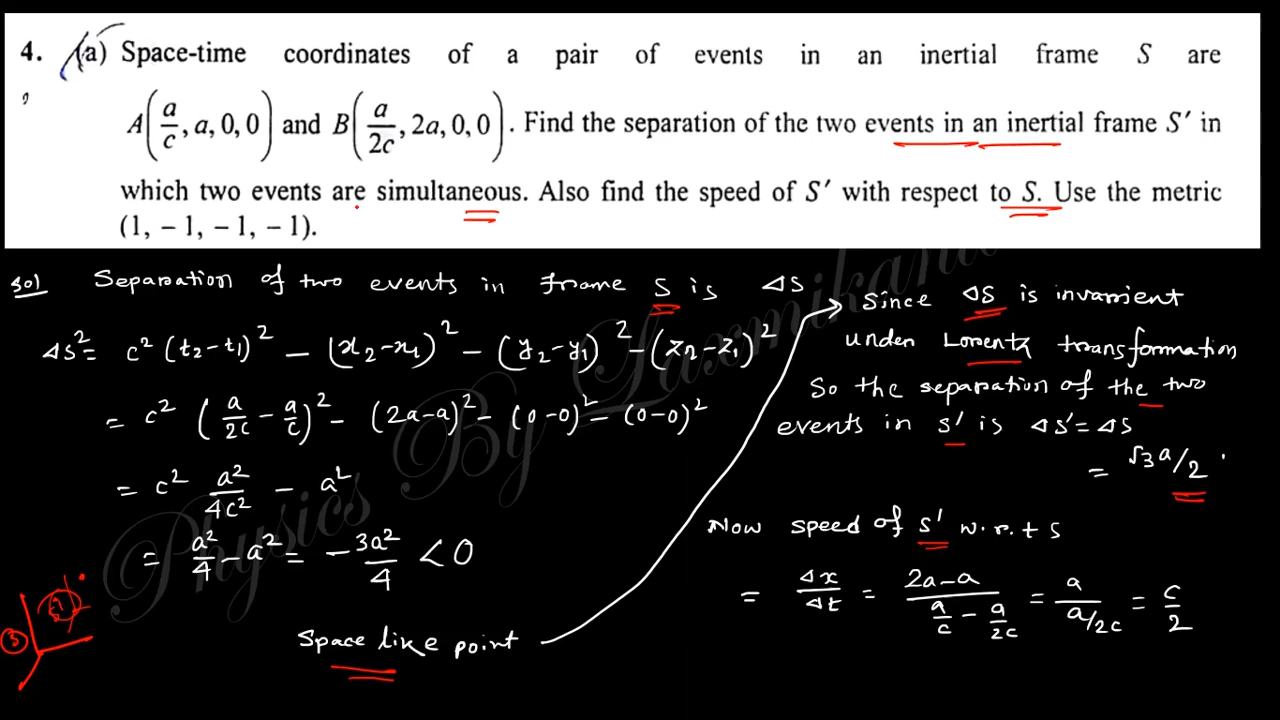 4. (a) Space-time coordinates of a pair of events in an inertial frame S are
A(a/c, a, 0, 0) and B(a/2c, 2a, 0, 0). Find the separation of the two events in an inertial frame S′ in
which two events are simultaneous. Also find the speed of S′ with respect to S. Use the metric
(1, −1, −1, −1).
Sol Separation of two events in frame S is ΔS
ΔS² = c² (t₂-t₁)² − (x₂-x₁)² − (y₂-y₁)² − (z₂-z₁)²
= c² (a/2c − a/c)² − (2a-a)² − (0-0)² − (0-0)²
= c² a²/4c² − a²
= a²/4 − a² = −3a²/4 < 0
Space like point
Since ΔS is invarient
under Lorentz transformation
So the separation of the two
events in S' is ΔS' = ΔS
= √3 a/2
Now speed of S' w.r.t S
= Δx/Δt = 2a-a / a/c − a/2c = a / a/2c = c/2
Physics By Laxmikanta